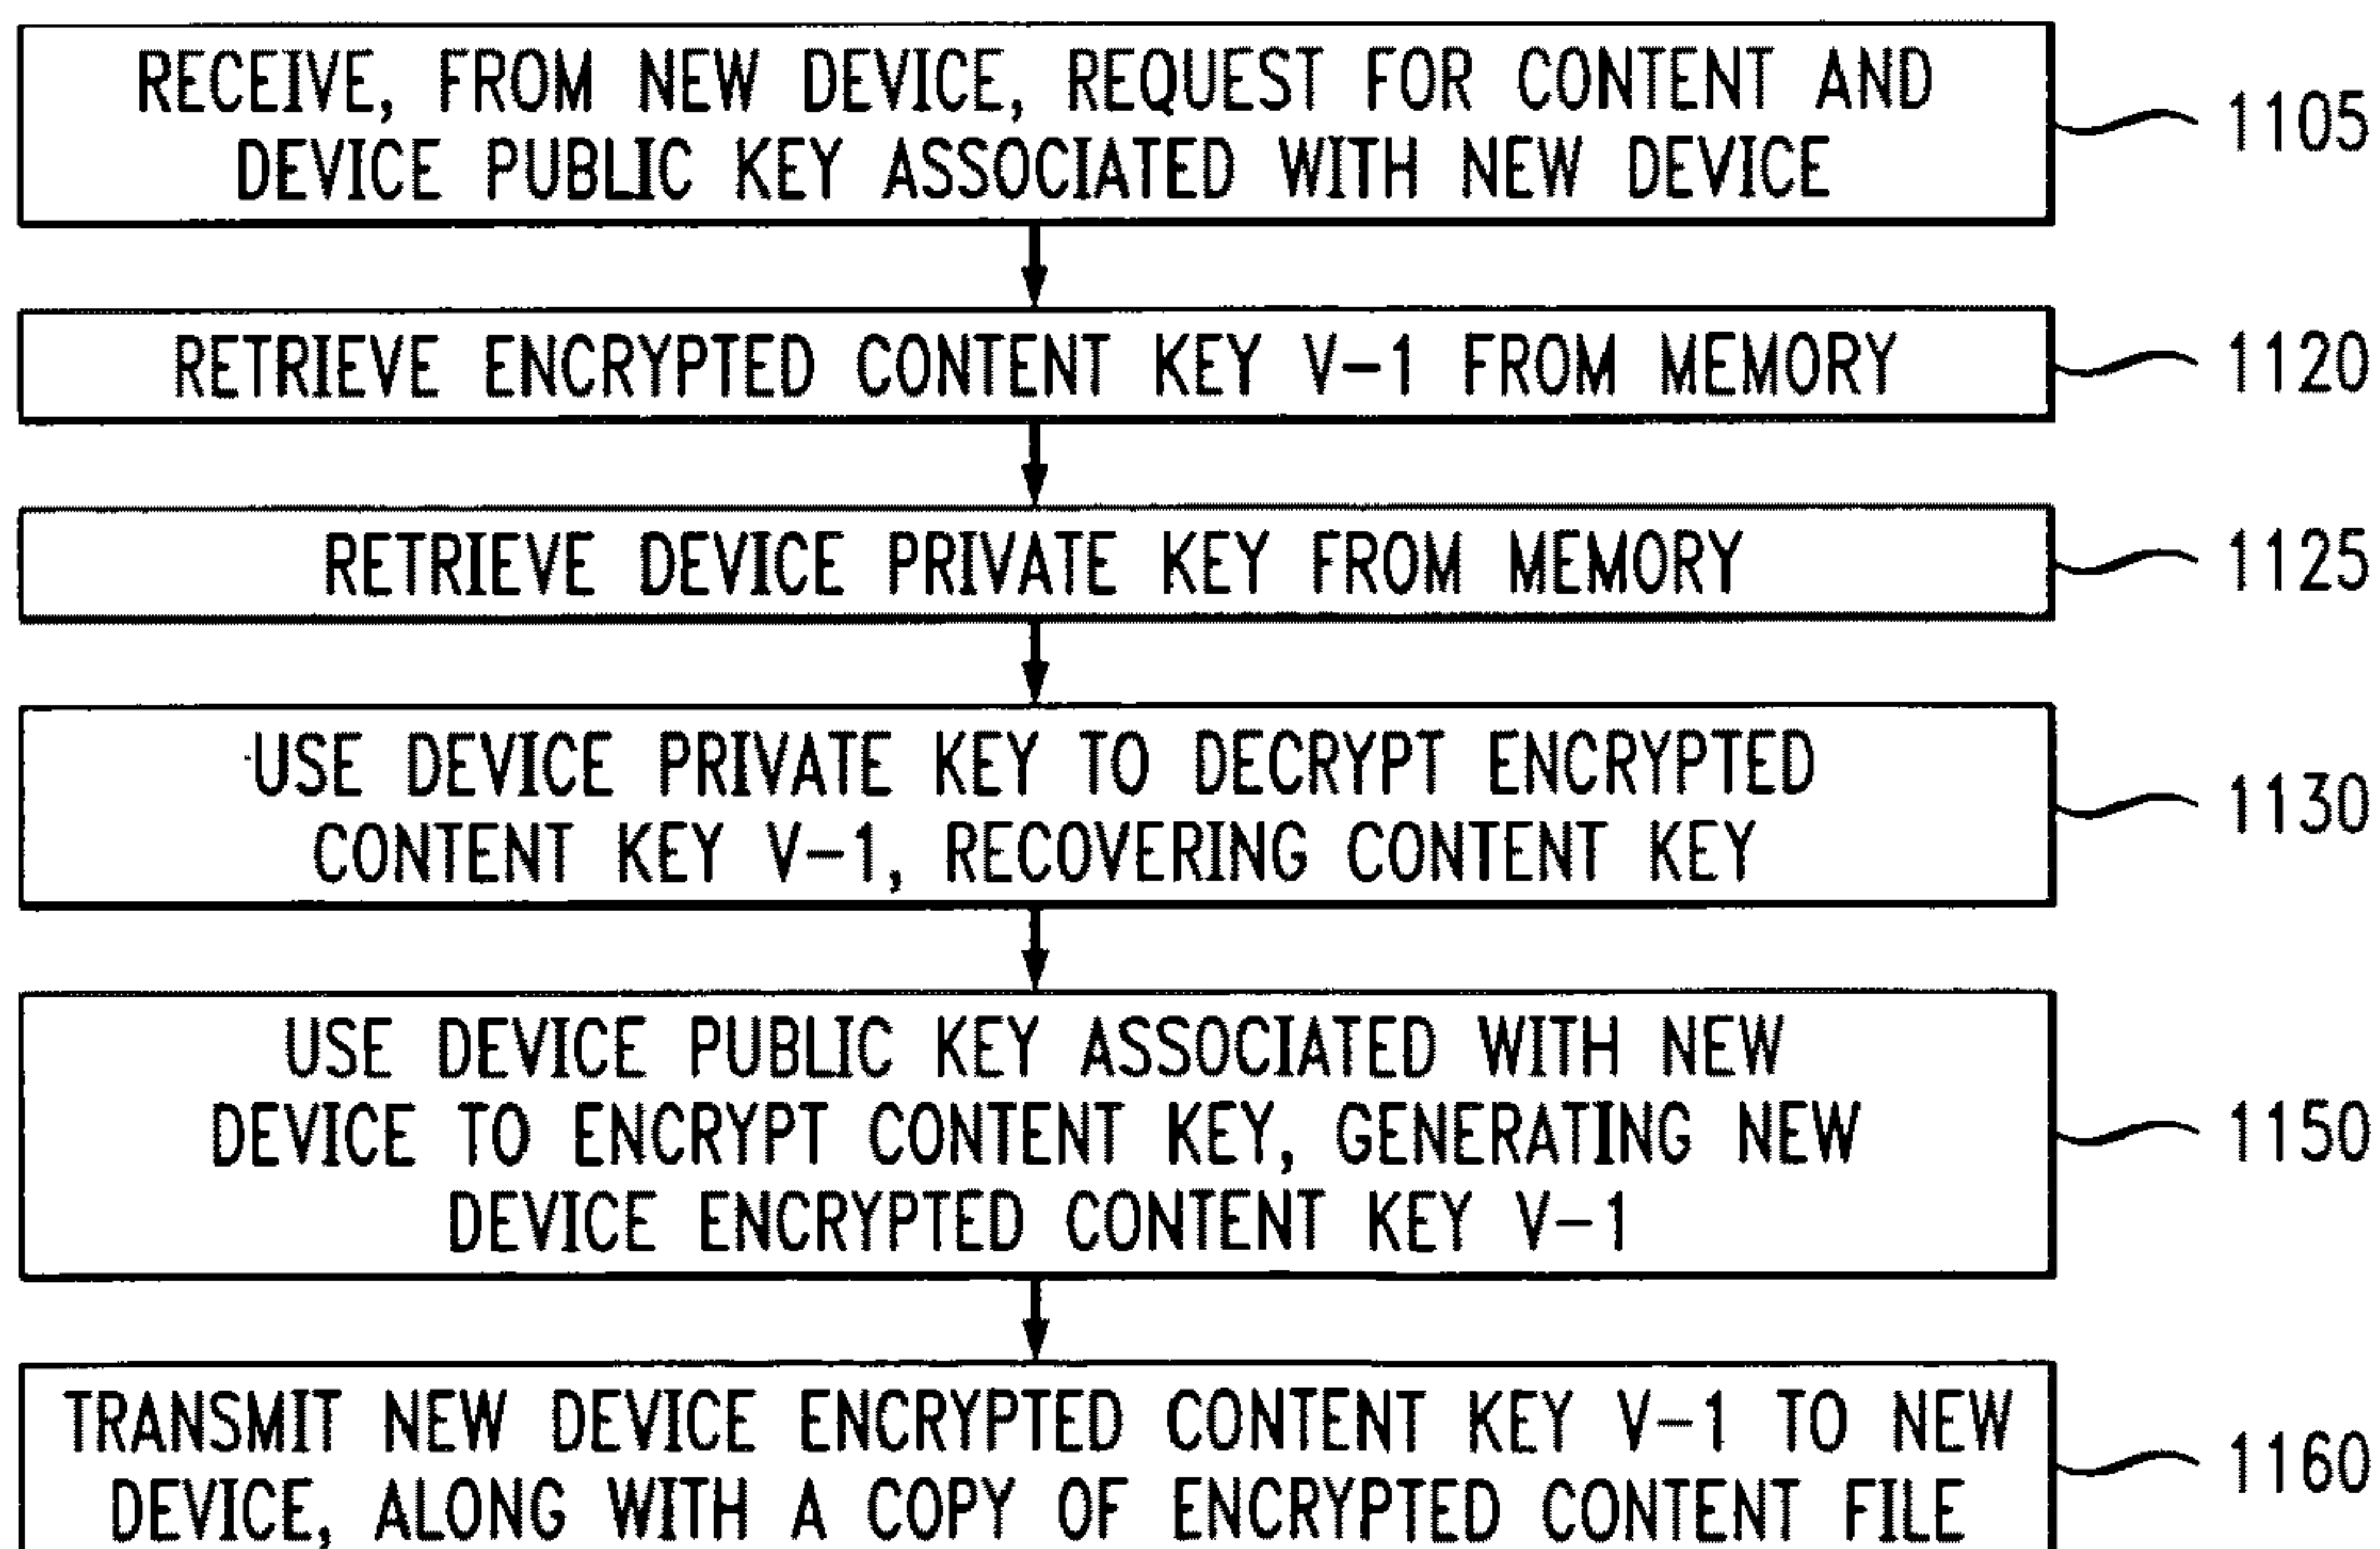 RECEIVE, FROM NEW DEVICE, REQUEST FOR CONTENT AND
DEVICE PUBLIC KEY ASSOCIATED WITH NEW DEVICE
1105
RETRIEVE ENCRYPTED CONTENT KEY V-1 FROM MEMORY
1120
RETRIEVE DEVICE PRIVATE KEY FROM MEMORY
1125
USE DEVICE PRIVATE KEY TO DECRYPT ENCRYPTED
CONTENT KEY V-1, RECOVERING CONTENT KEY
1130
USE DEVICE PUBLIC KEY ASSOCIATED WITH NEW
DEVICE TO ENCRYPT CONTENT KEY, GENERATING NEW
DEVICE ENCRYPTED CONTENT KEY V-1
1150
TRANSMIT NEW DEVICE ENCRYPTED CONTENT KEY V-1 TO NEW
DEVICE, ALONG WITH A COPY OF ENCRYPTED CONTENT FILE
1160